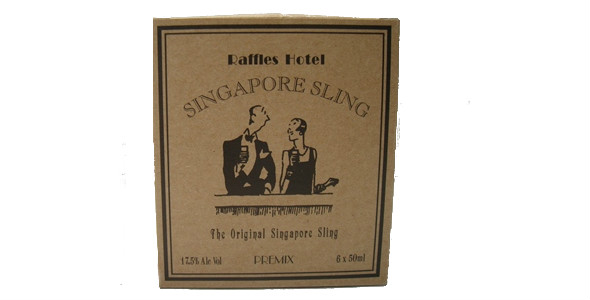 Raffles Hotel
SINGAPORE SLING
The Original Singapore Sling
17.5% Alc Vol PREMIX 6 x 50ml